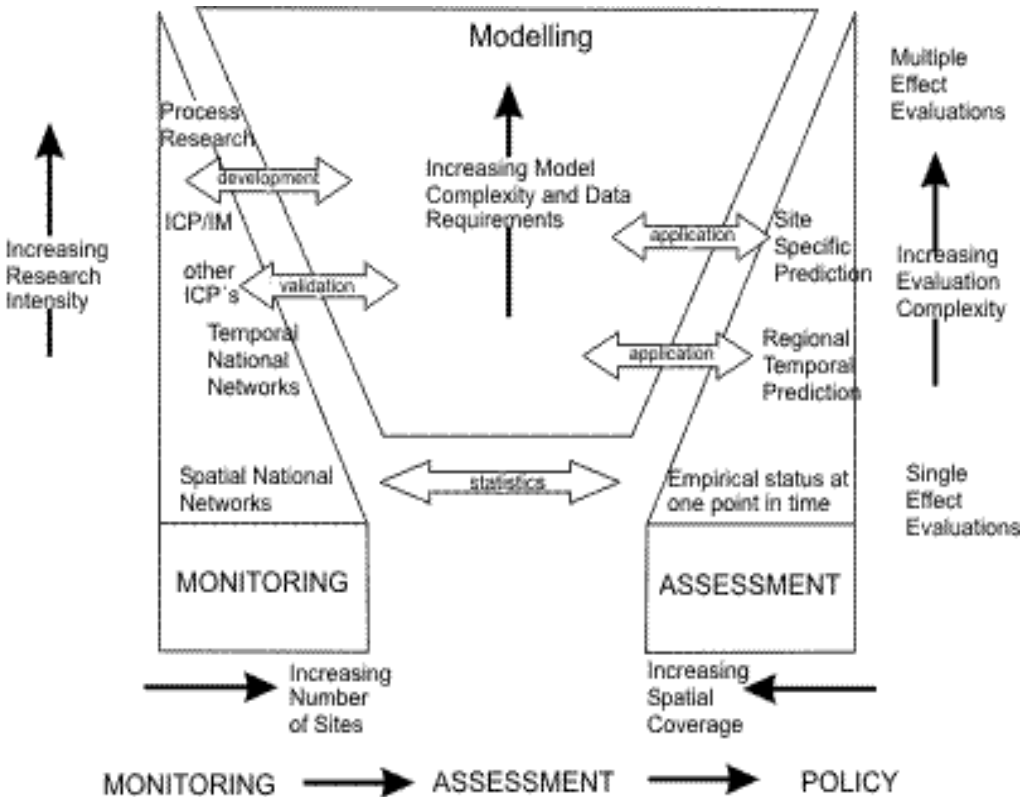 Modelling
Multiple
Effect
Evaluations
Process
Research
development
Increasing Model
Complexity and Data
Requirements
ICP/IM
application
Site
Specific
Prediction
Increasing
Research
Intensity
other
ICP´s
validation
Increasing
Evaluation
Complexity
Temporal
National
Networks
application
Regional
Temporal
Prediction
Spatial National
Networks
statistics
Empirical status at
one point in time
Single
Effect
Evaluations
MONITORING
ASSESSMENT
Increasing
Number
of Sites
Increasing
Spatial
Coverage
MONITORING
ASSESSMENT
POLICY